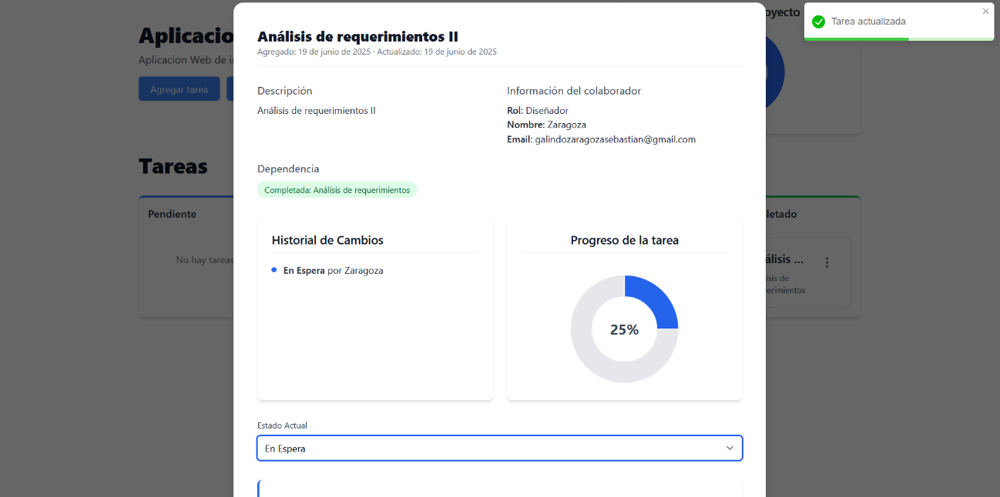 Análisis de requerimientos II
Agregado: 19 de junio de 2025 · Actualizado: 19 de junio de 2025
Tarea actualizada
oyecto
Aplicacio
Aplicacion Web de i
Agregar tarea
Descripción
Análisis de requerimientos II
Información del colaborador
Rol: Diseñador
Nombre: Zaragoza
Email: galindozaragozasebastian@gmail.com
Tareas
Dependencia
Completada: Análisis de requerimientos
Pendiente
No hay tareas
letado
álisis ...
isis de
erimientos
Historial de Cambios
En Espera por Zaragoza
Progreso de la tarea
25%
Estado Actual
En Espera